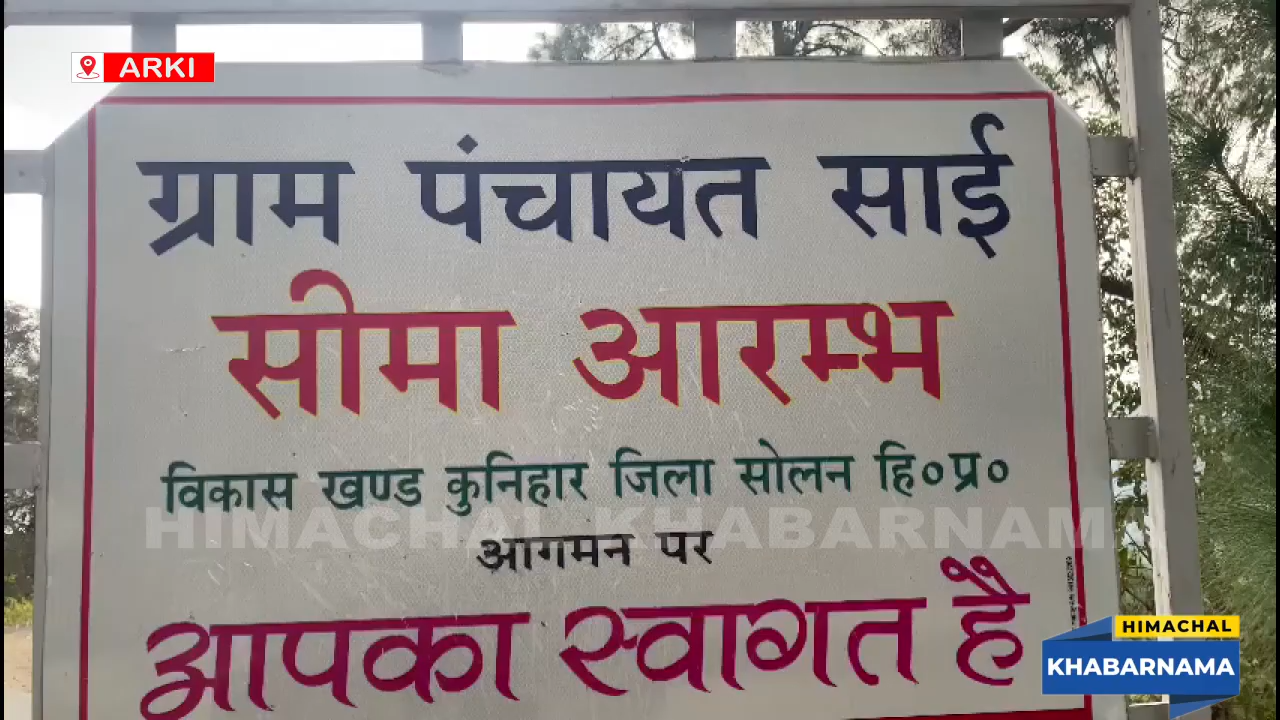 ARKI
ग्राम पंचायत साई
सीमा आरम्भ
विकास खण्ड कुनिहार जिला सोलन हि०प्र०
HIMACHAL KHABARNAMA
आगमन पर
आपका स्वागत है
HIMACHAL
KHABARNAMA